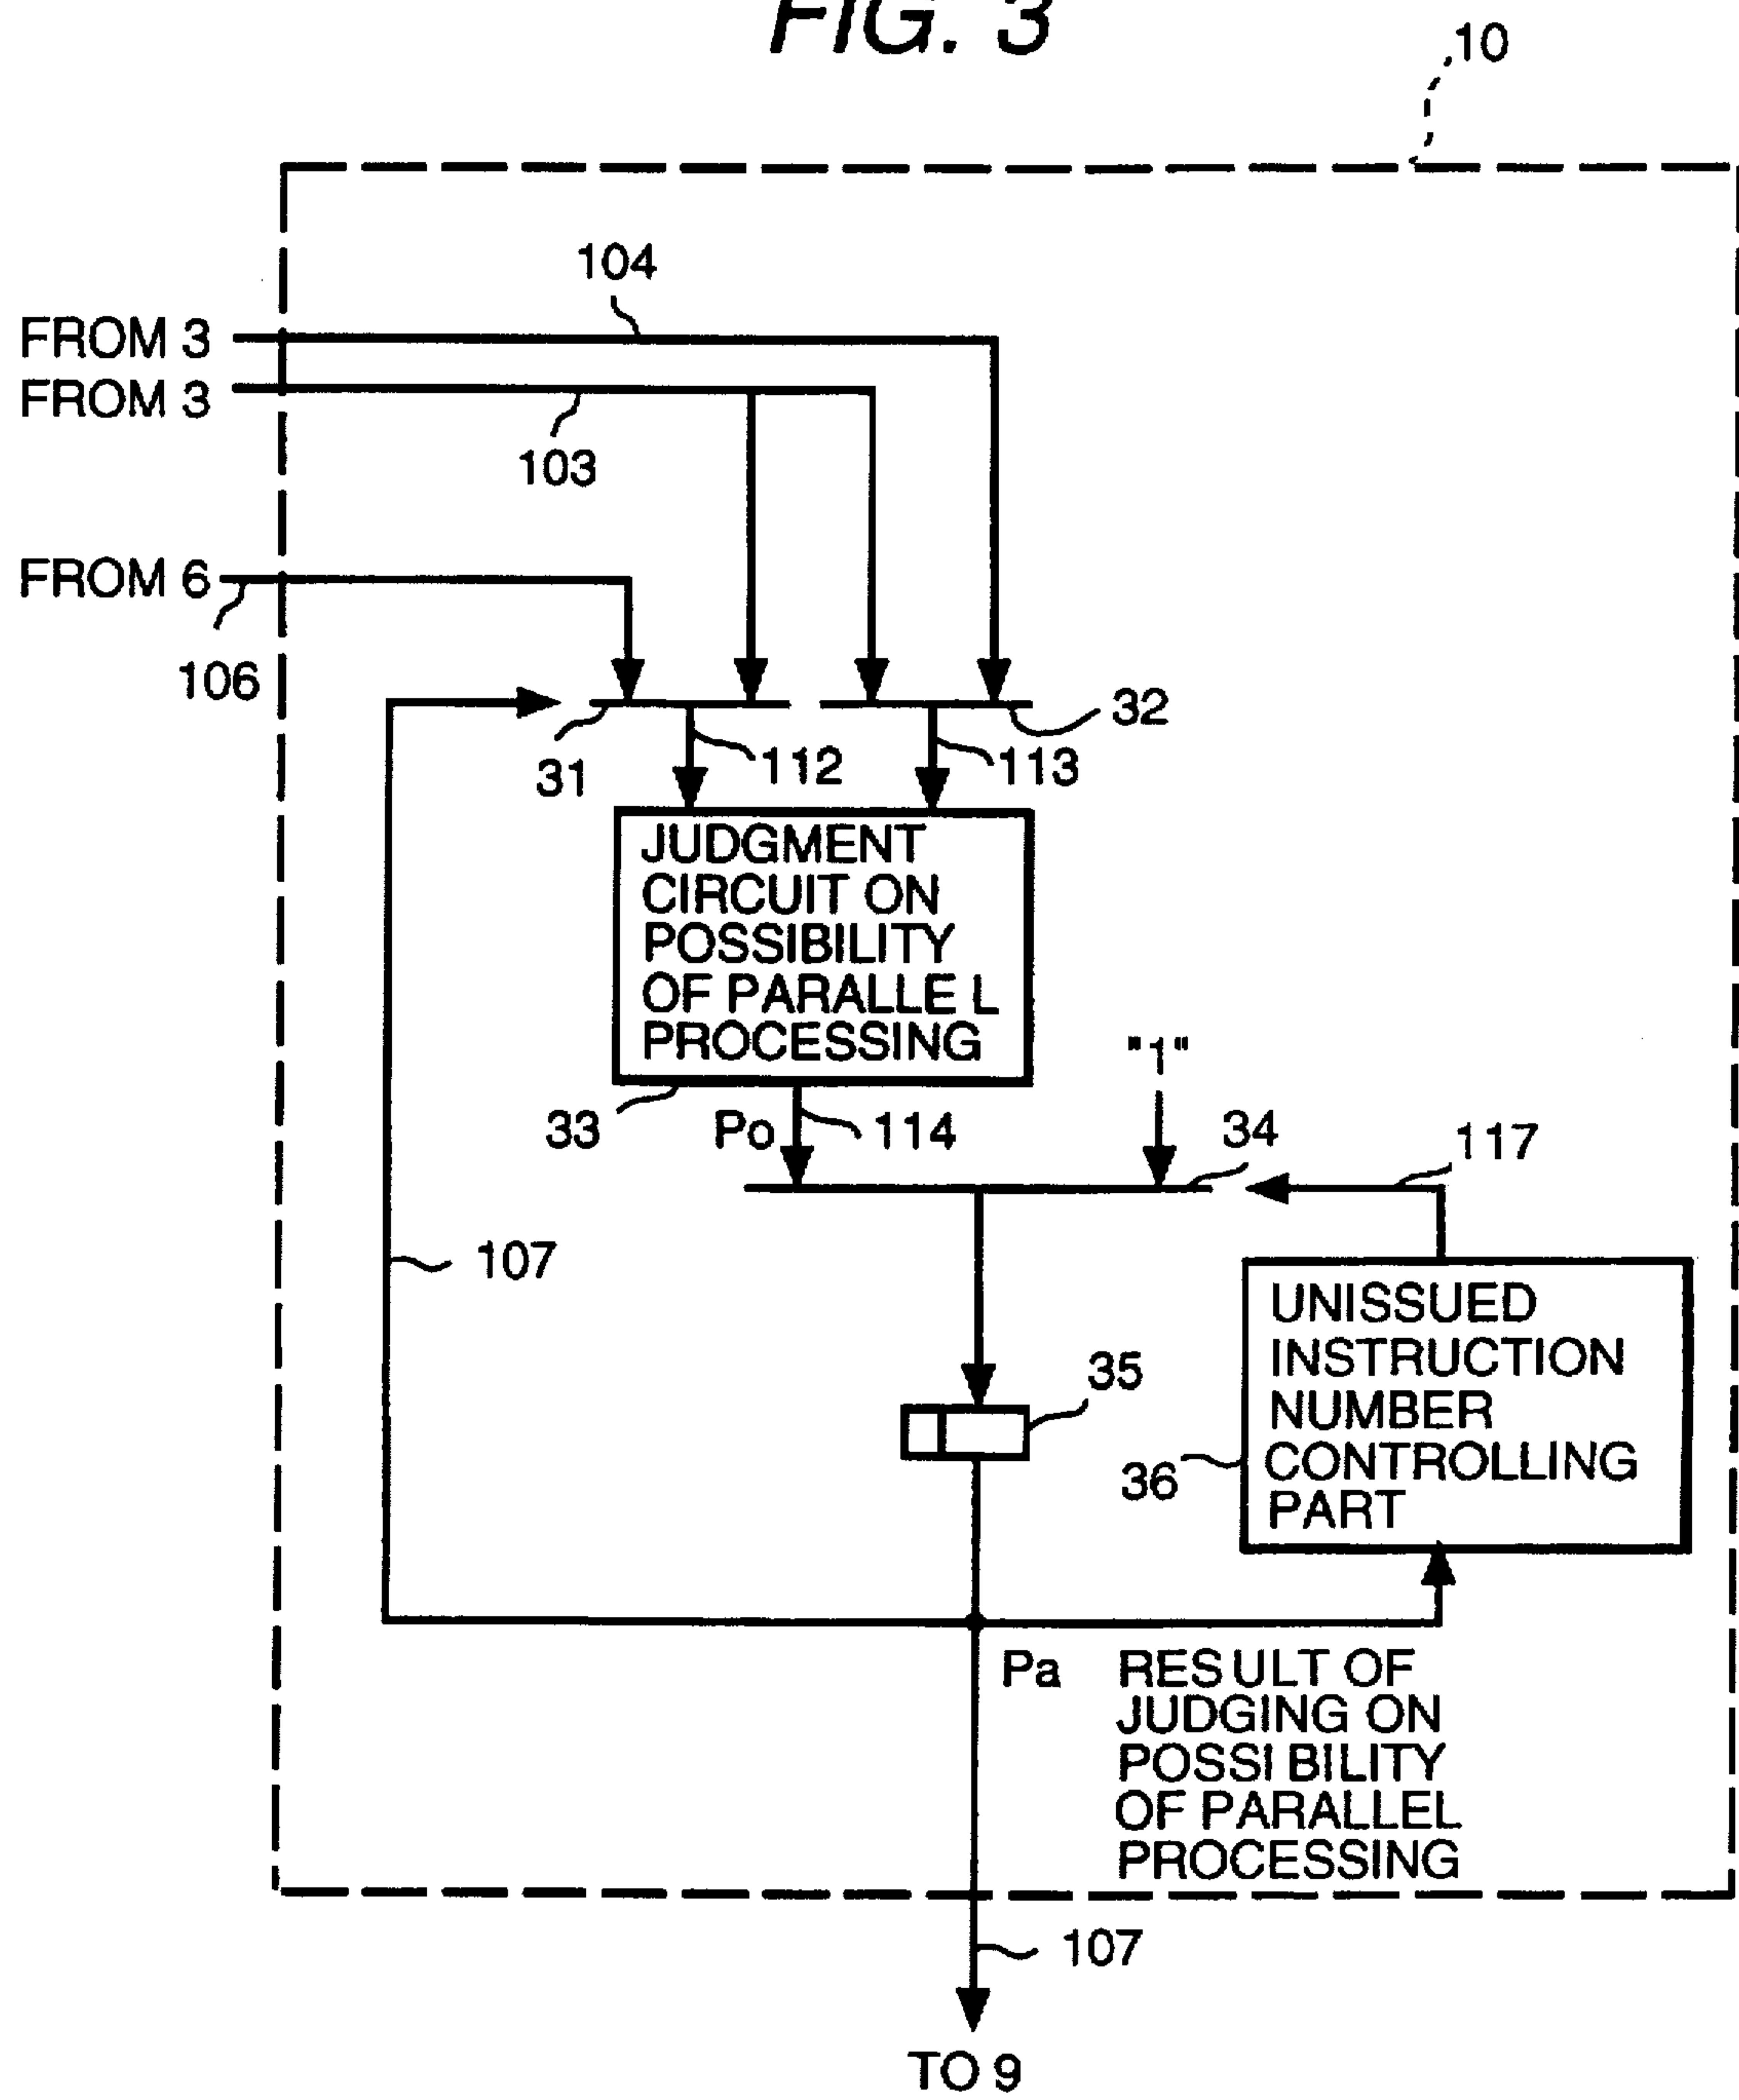 FIG. 3
10
104
FROM 3
FROM 3
103
FROM 6
106
31
112
113
32
JUDGMENT
CIRCUIT ON
POSSIBILITY
OF PARALLE L
PROCESSING
33
Po
114
"1"
34
117
107
35
UNISSUED
INSTRUCTION
NUMBER
CONTROLLING
PART
36
Pa
RESULT OF
JUDGING ON
POSSI BILITY
OF PARALLEL
PROCESSING
107
TO 9